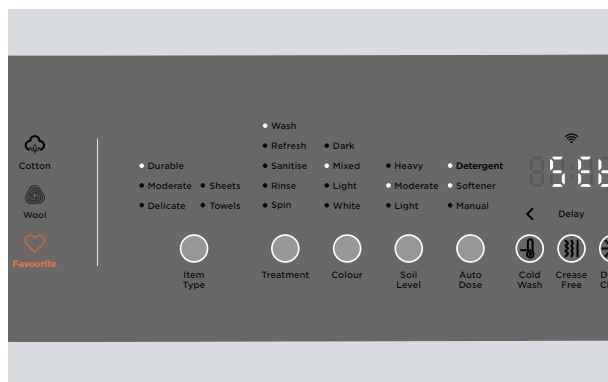 Cotton
Wool
Favourite
Durable
Moderate
Delicate
Sheets
Towels
Item
Type
Wash
Refresh
Sanitise
Rinse
Spin
Treatment
Dark
Mixed
Light
White
Colour
Heavy
Moderate
Light
Soil
Level
Detergent
Softener
Manual
Auto
Dose
SEt
Delay
Cold
Wash
Crease
Free